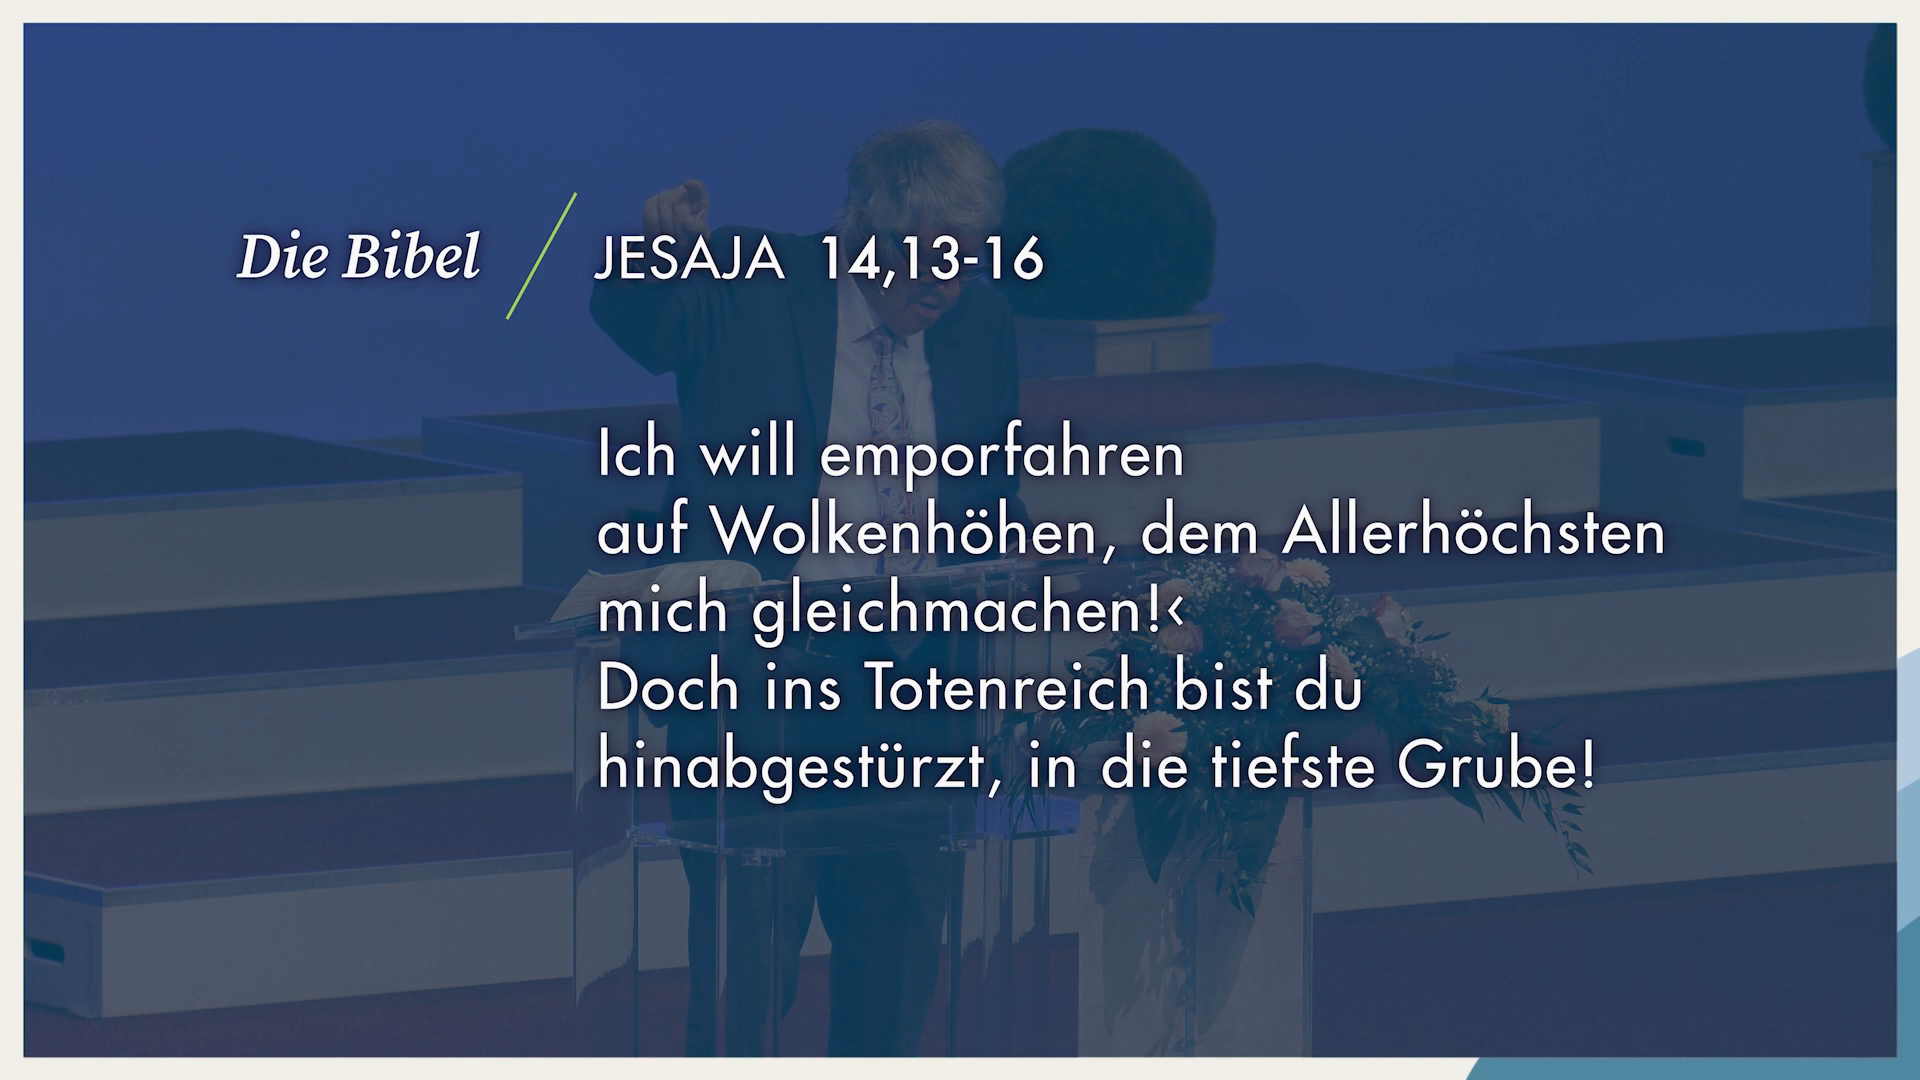 Die Bibel
JESAJA 14,13-16
Ich will emporfahren
auf Wolkenhöhen, dem Allerhöchsten
mich gleichmachen!‹
Doch ins Totenreich bist du
hinabgestürzt, in die tiefste Grube!